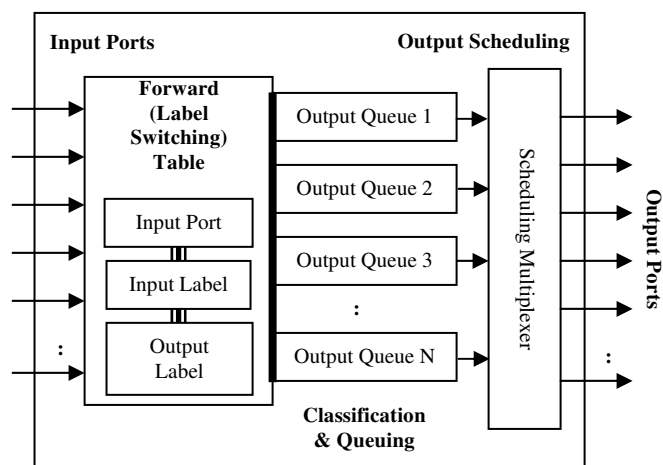 Input Ports
Output Scheduling
Forward
(Label
Switching)
Table
Input Port
Input Label
Output
Label
Output Queue 1
Output Queue 2
Output Queue 3
:
Output Queue N
Classification
& Queuing
Scheduling Multiplexer
Output Ports
:
: